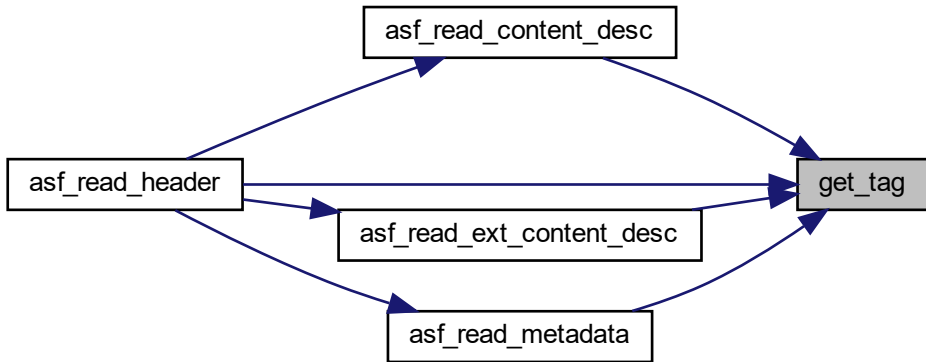 asf_read_content_desc
asf_read_header
get_tag
asf_read_ext_content_desc
asf_read_metadata